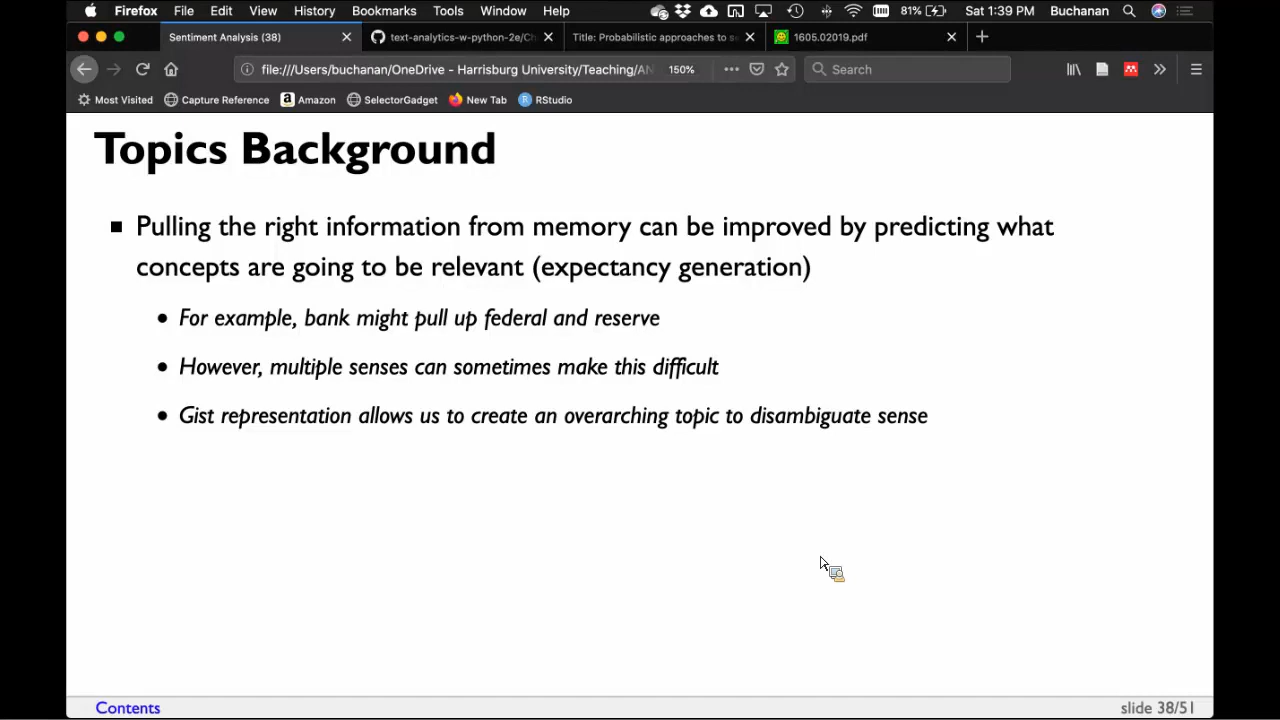 Firefox File Edit View History Bookmarks Tools Window Help 81% Sat 1:39 PM Buchanan
Sentiment Analysis (38) text-analytics-w-python-2e/Ch Title: Probabilistic approaches to s 1605.02019.pdf
file:///Users/buchanan/OneDrive - Harrisburg University/Teaching/AN 150% Search
Most Visited Capture Reference Amazon SelectorGadget New Tab RStudio
Topics Background
Pulling the right information from memory can be improved by predicting what
concepts are going to be relevant (expectancy generation)
For example, bank might pull up federal and reserve
However, multiple senses can sometimes make this difficult
Gist representation allows us to create an overarching topic to disambiguate sense
Contents slide 38/51